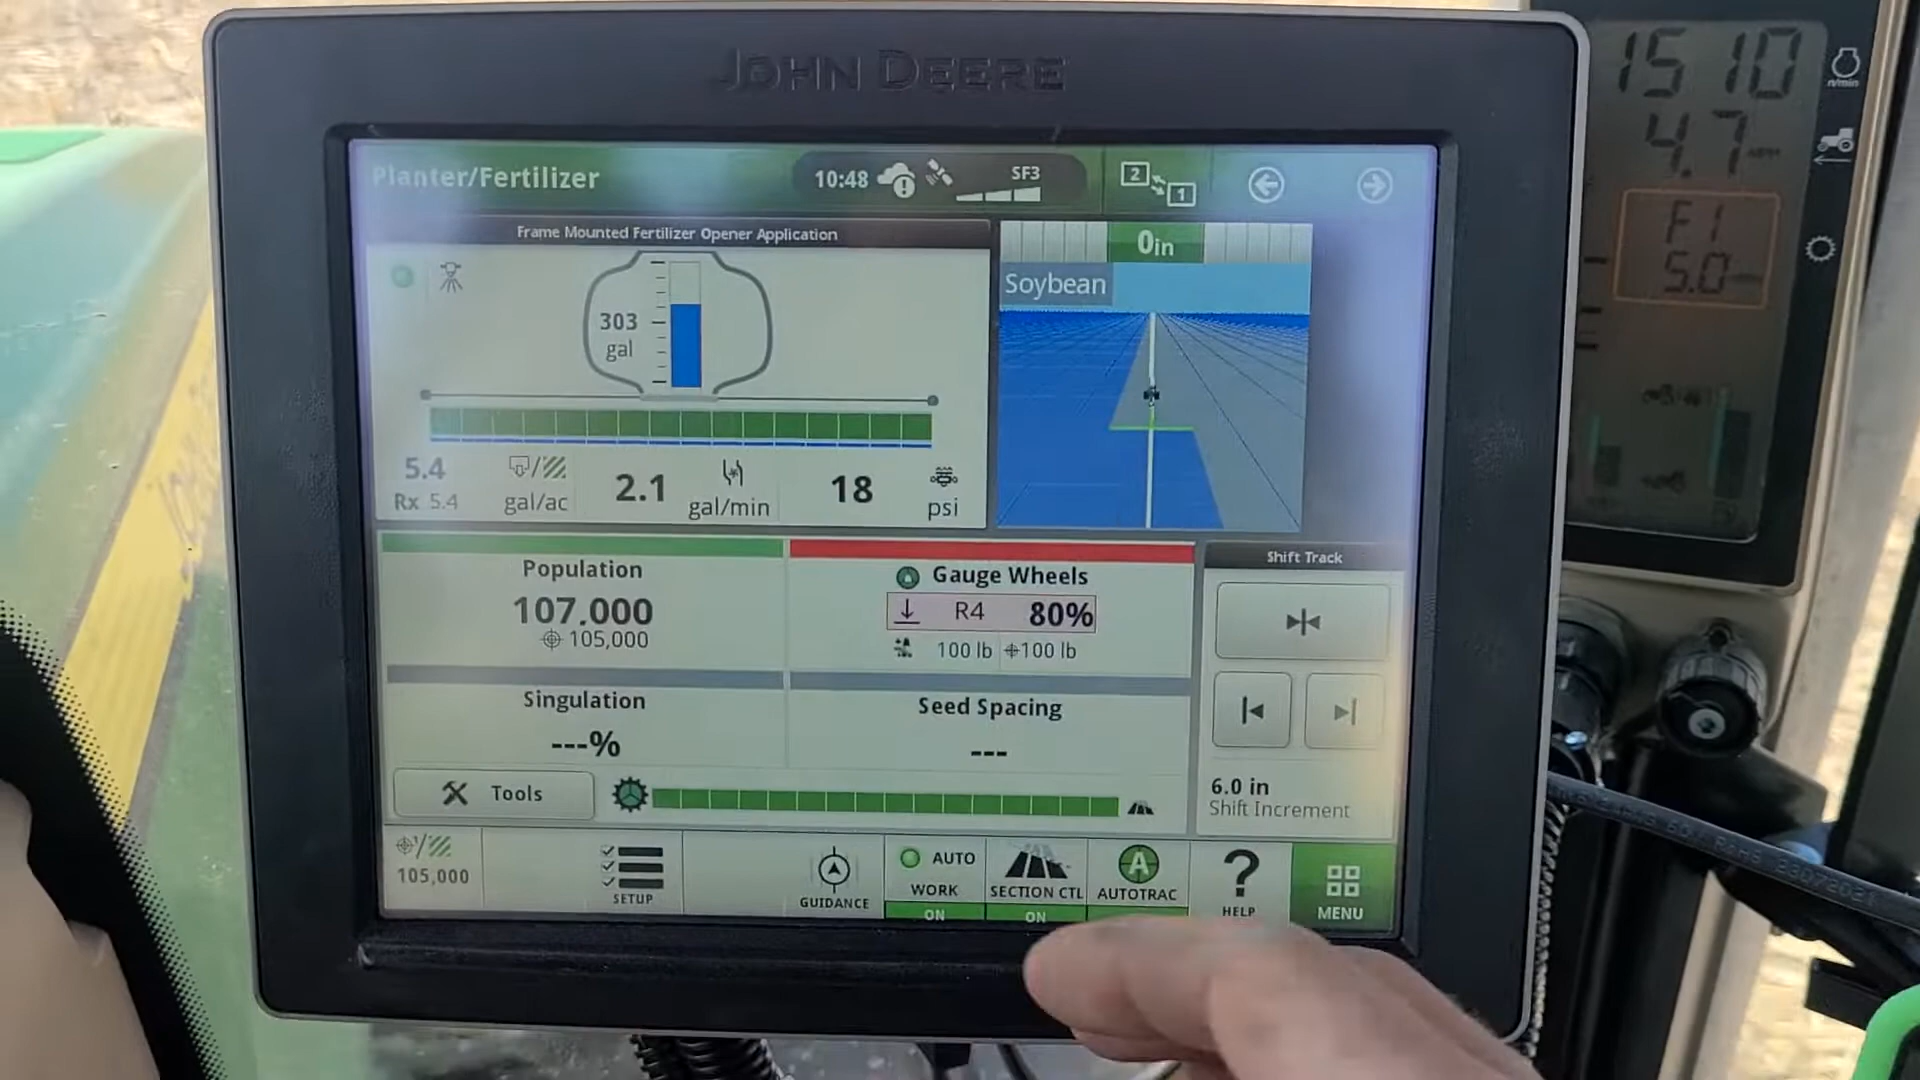 JOHN DEERE
Planter/Fertilizer
10:48
SF3
2
1
Frame Mounted Fertilizer Opener Application
303
gal
5.4
Rx 5.4
gal/ac
2.1
gal/min
18
psi
0in
Soybean
Population
107,000
105,000
Gauge Wheels
R4 80%
100 lb 100 lb
Singulation
---%
Seed Spacing
---
Tools
Shift Track
6.0 in
Shift Increment
105,000
SETUP
GUIDANCE
AUTO
WORK
ON
SECTION CTL
ON
A
AUTOTRAC
?
HELP
MENU
1510
n/min
4.7
F1
5.0